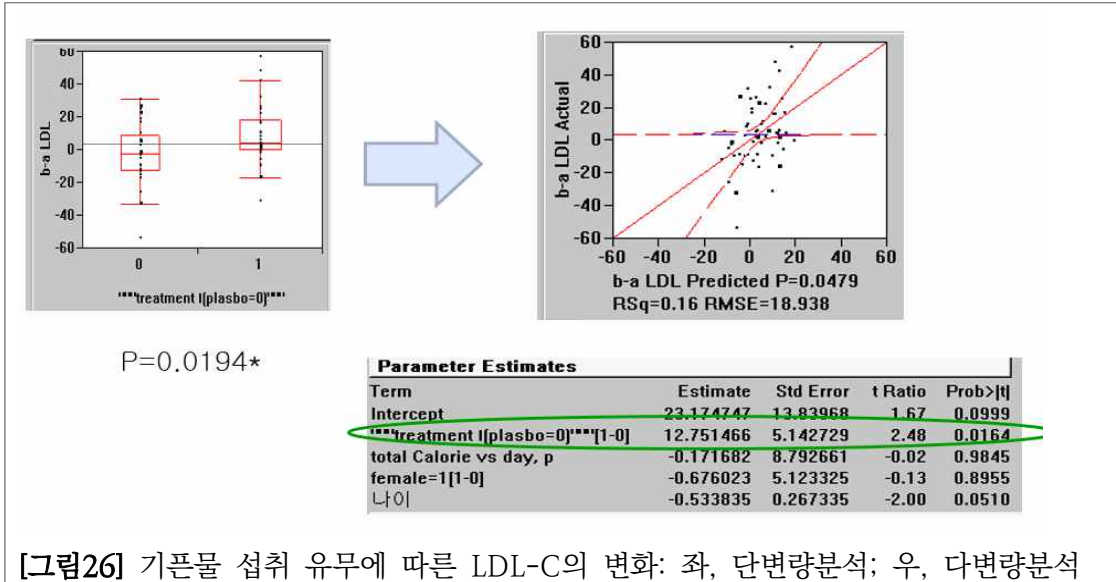 60
40
20
0
-20
-40
-60
b-a LDL
0 1
""""treatment I(plasbo=0)""""
P=0.0194*
60
40
20
0
-20
-40
-60
b-a LDL Actual
-60 -40 -20 0 20 40 60
b-a LDL Predicted P=0.0479
RSq=0.16 RMSE=18.938
Parameter Estimates
Term Estimate Std Error t Ratio Prob>|t|
Intercept 23.174747 13.83968 1.67 0.0999
""""treatment I(plasbo=0)""""[1-0] 12.751466 5.142729 2.48 0.0164
total Calorie vs day, p -0.171682 8.792661 -0.02 0.9845
female=1[1-0] -0.676023 5.123325 -0.13 0.8955
나이 -0.533835 0.267335 -2.00 0.0510
[그림26] 기픈물 섭취 유무에 따른 LDL-C의 변화: 좌, 단변량분석; 우, 다변량분석